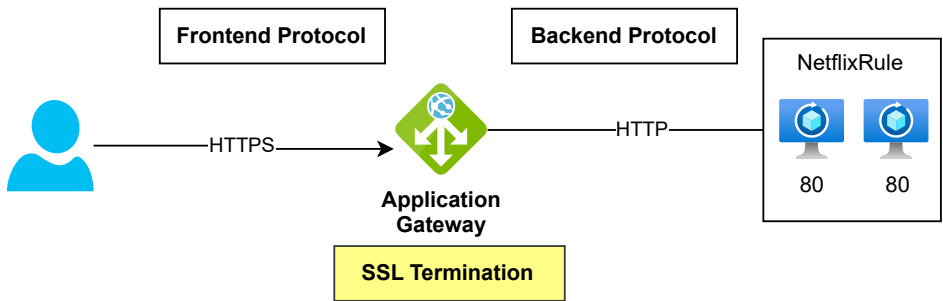 Frontend Protocol
Backend Protocol
NetflixRule
HTTPS
HTTP
80 80
Application
Gateway
SSL Termination